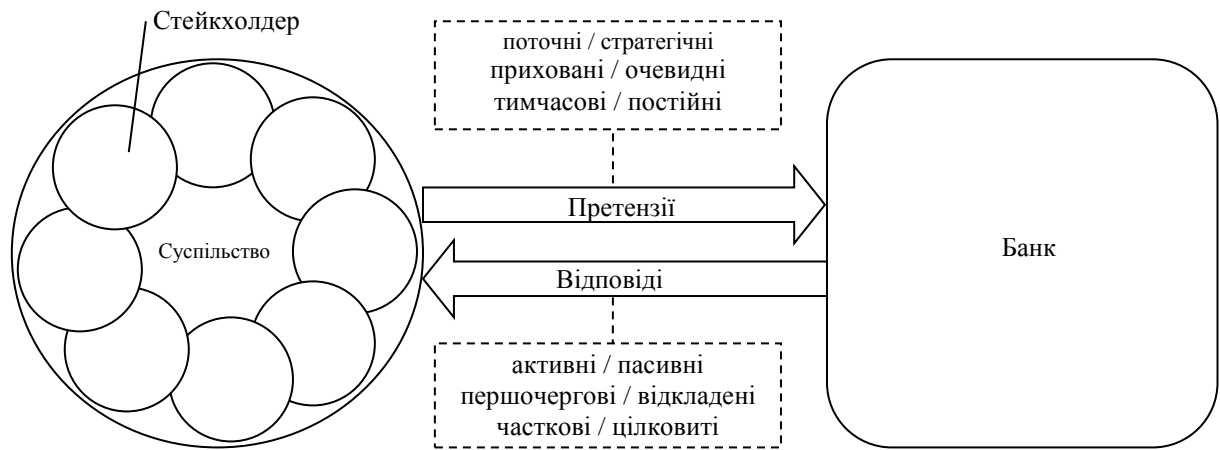 Стейкхолдер
поточні / стратегічні
приховані / очевидні
тимчасові / постійні
Претензії
Суспільство
Банк
Відповіді
активні / пасивні
першочергові / відкладені
часткові / цілковиті